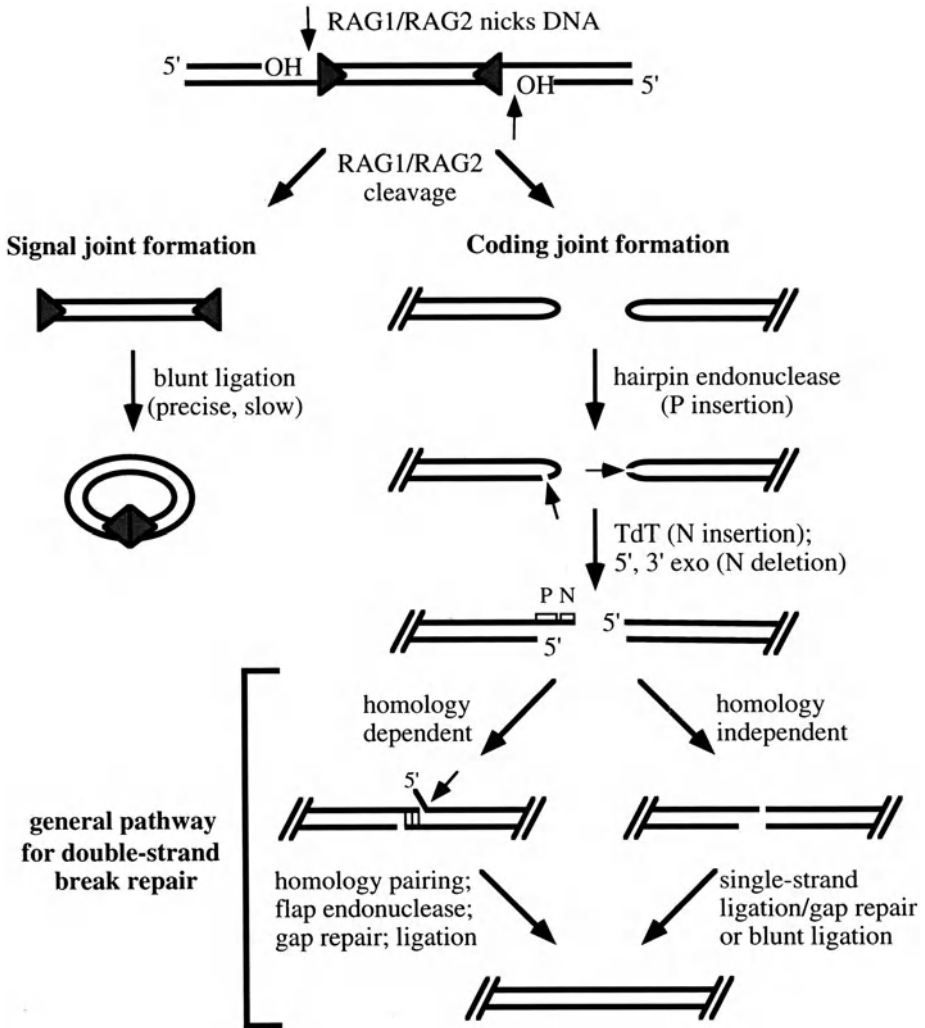 RAG1/RAG2 nicks DNA
5' OH
OH 5'
RAG1/RAG2
cleavage
Signal joint formation
Coding joint formation
blunt ligation
(precise, slow)
hairpin endonuclease
(P insertion)
TdT (N insertion);
5', 3' exo (N deletion)
P N
5'
5'
homology
dependent
homology
independent
5'
general pathway
for double-strand
break repair
homology pairing;
flap endonuclease;
gap repair; ligation
single-strand
ligation/gap repair
or blunt ligation